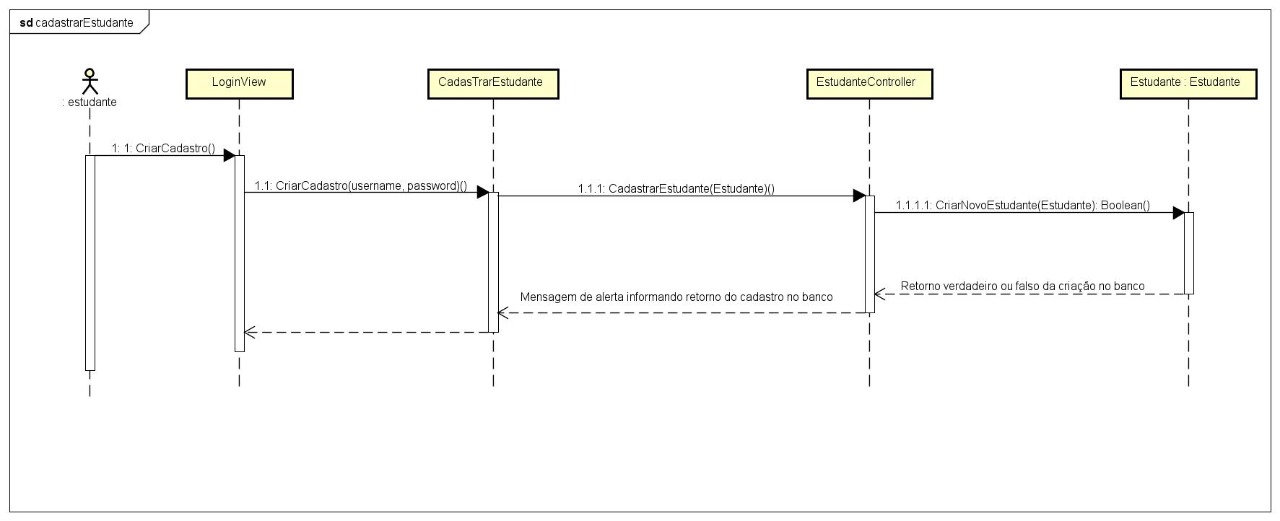 sd cadastrarEstudante
: estudante
LoginView
CadasTrarEstudante
EstudanteController
Estudante : Estudante
1: 1: CriarCadastro()
1.1: CriarCadastro(username, password)()
1.1.1: CadastrarEstudante(Estudante)()
1.1.1.1: CriarNovoEstudante(Estudante): Boolean()
Retorno verdadeiro ou falso da criação no banco
Mensagem de alerta informando retorno do cadastro no banco